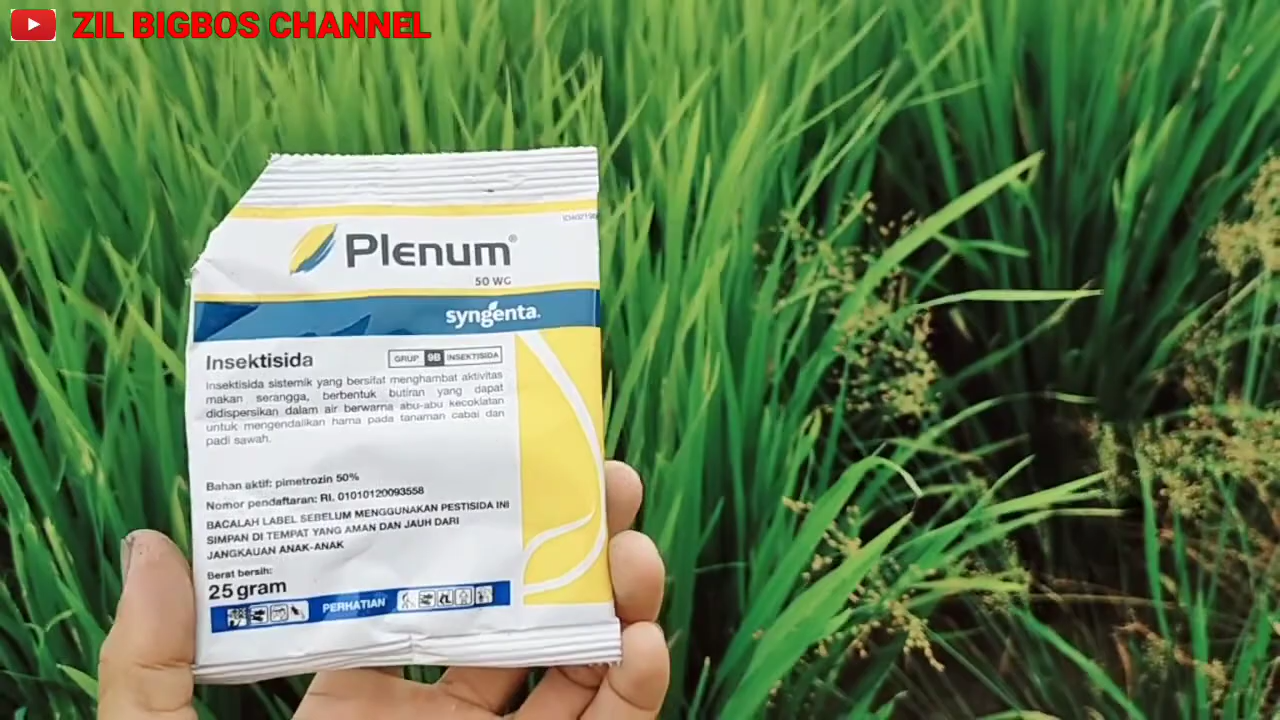 ZIL BIGBOS CHANNEL
Plenum®
50 WG
syngenta.
Insektisida
GRUP 9B INSEKTISIDA
Insektisida sistemik yang bersifat menghambat aktivitas
makan serangga, berbentuk butiran yang dapat
didispersikan dalam air berwarna abu-abu kecoklatan
untuk mengendalikan hama pada tanaman cabai dan
padi sawah.
Bahan aktif: pimetrozin 50%
Nomor pendaftaran: RI. 01010120093558
BACALAH LABEL SEBELUM MENGGUNAKAN PESTISIDA INI
SIMPAN DI TEMPAT YANG AMAN DAN JAUH DARI
JANGKAUAN ANAK-ANAK
Berat bersih:
25 gram
PERHATIAN